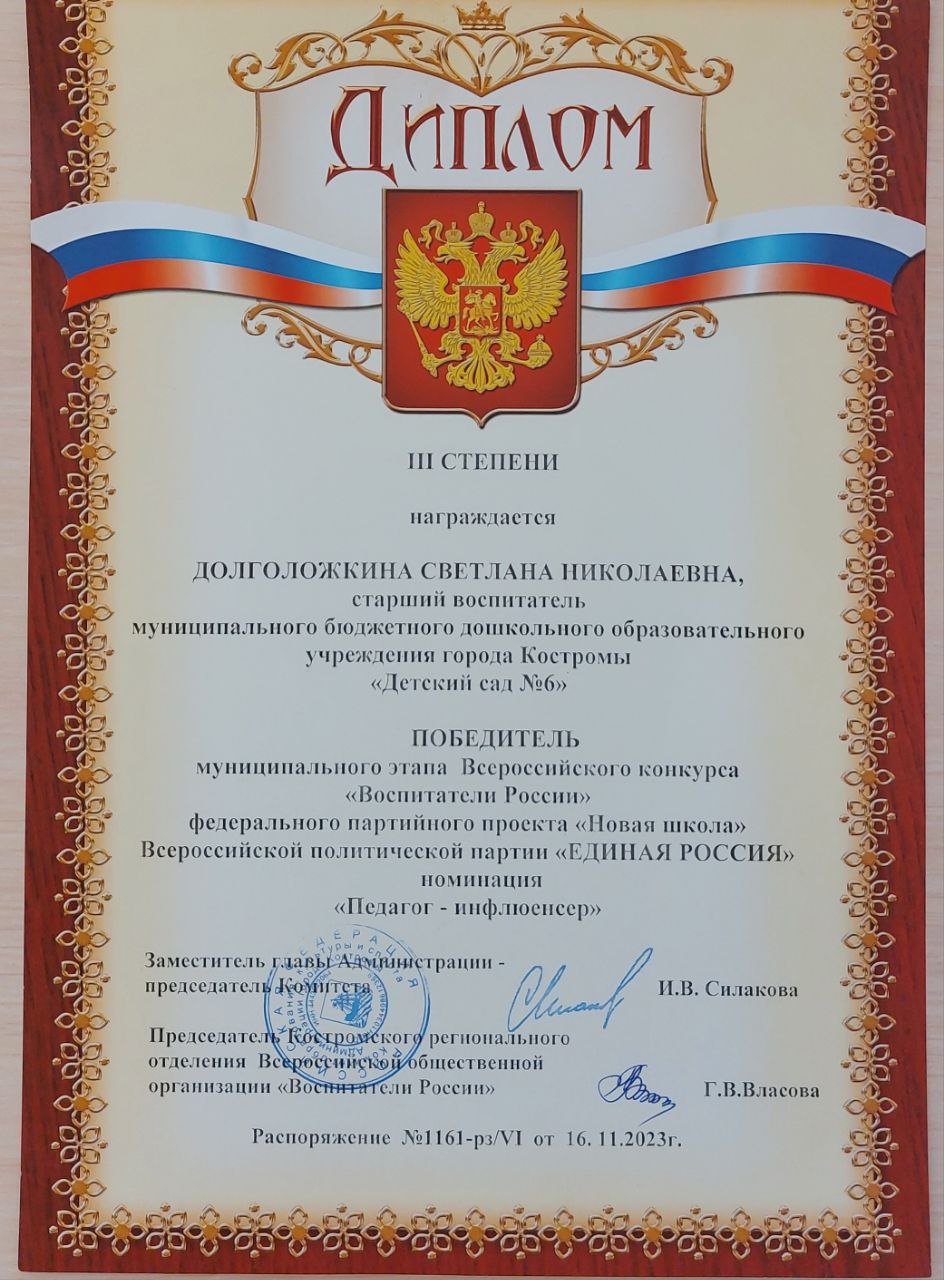 Диплом
III СТЕПЕНИ
награждается
ДОЛГОЛОЖКИНА СВЕТЛАНА НИКОЛАЕВНА,
старший воспитатель
муниципального бюджетного дошкольного образовательного
учреждения города Костромы
«Детский сад №6»
ПОБЕДИТЕЛЬ
муниципального этапа Всероссийского конкурса
«Воспитатели России»
федерального партийного проекта «Новая школа»
Всероссийской политической партии «ЕДИНАЯ РОССИЯ»
номинация
«Педагог - инфлюенсер»
Заместитель главы Администрации -
председатель Комитета И.В. Силакова
Председатель Костромского регионального
отделения Всероссийской общественной
организации «Воспитатели России» Г.В.Власова
Распоряжение №1161-рз/VI от 16. 11.2023г.